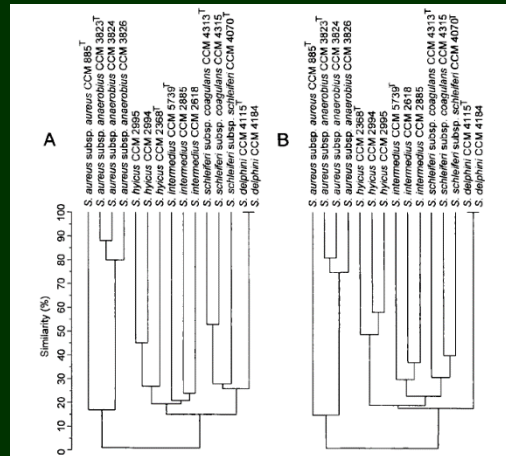 A
S. aureus subsp. aureus CCM 885ᵀ
S. aureus subsp. anaerobius CCM 3823ᵀ
S. aureus subsp. anaerobius CCM 3824
S. aureus subsp. anaerobius CCM 3826
S. hyicus CCM 2995
S. hyicus CCM 2994
S. hyicus CCM 2368ᵀ
S. intermedius CCM 5739ᵀ
S. intermedius CCM 2885
S. intermedius CCM 2618
S. schleiferi subsp. coagulans CCM 4313ᵀ
S. schleiferi subsp. coagulans CCM 4315
S. schleiferi subsp. schleiferi CCM 4070ᵀ
S. delphini CCM 4115ᵀ
S. delphini CCM 4184
Similarity (%)
100
90
80
70
60
50
40
30
20
10
0
B
S. aureus subsp. aureus CCM 885ᵀ
S. aureus subsp. anaerobius CCM 3823ᵀ
S. aureus subsp. anaerobius CCM 3824
S. aureus subsp. anaerobius CCM 3826
S. hyicus CCM 2368ᵀ
S. hyicus CCM 2994
S. hyicus CCM 2995
S. intermedius CCM 5739ᵀ
S. intermedius CCM 2618
S. intermedius CCM 2885
S. schleiferi subsp. coagulans CCM 4313ᵀ
S. schleiferi subsp. coagulans CCM 4315
S. schleiferi subsp. schleiferi CCM 4070ᵀ
S. delphini CCM 4115ᵀ
S. delphini CCM 4184